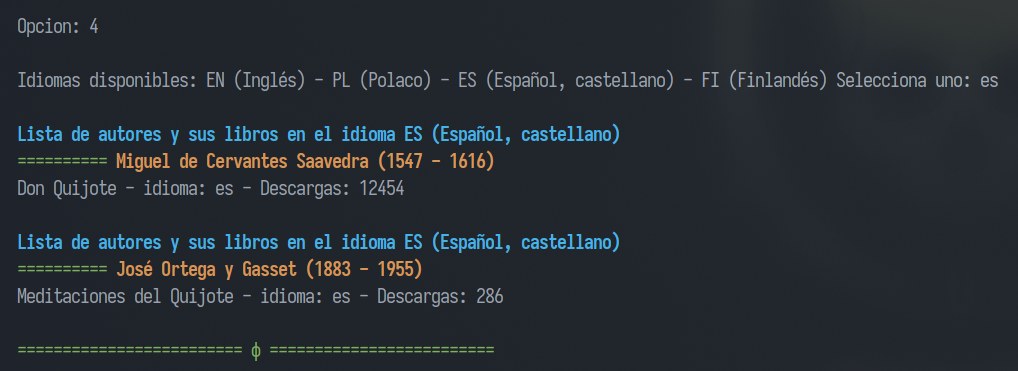 Opcion: 4
Idiomas disponibles: EN (Inglés) - PL (Polaco) - ES (Español, castellano) - FI (Finlandés) Selecciona uno: es
Lista de autores y sus libros en el idioma ES (Español, castellano)
========== Miguel de Cervantes Saavedra (1547 - 1616)
Don Quijote - idioma: es - Descargas: 12454
Lista de autores y sus libros en el idioma ES (Español, castellano)
========== José Ortega y Gasset (1883 - 1955)
Meditaciones del Quijote - idioma: es - Descargas: 286
========================= ф =========================